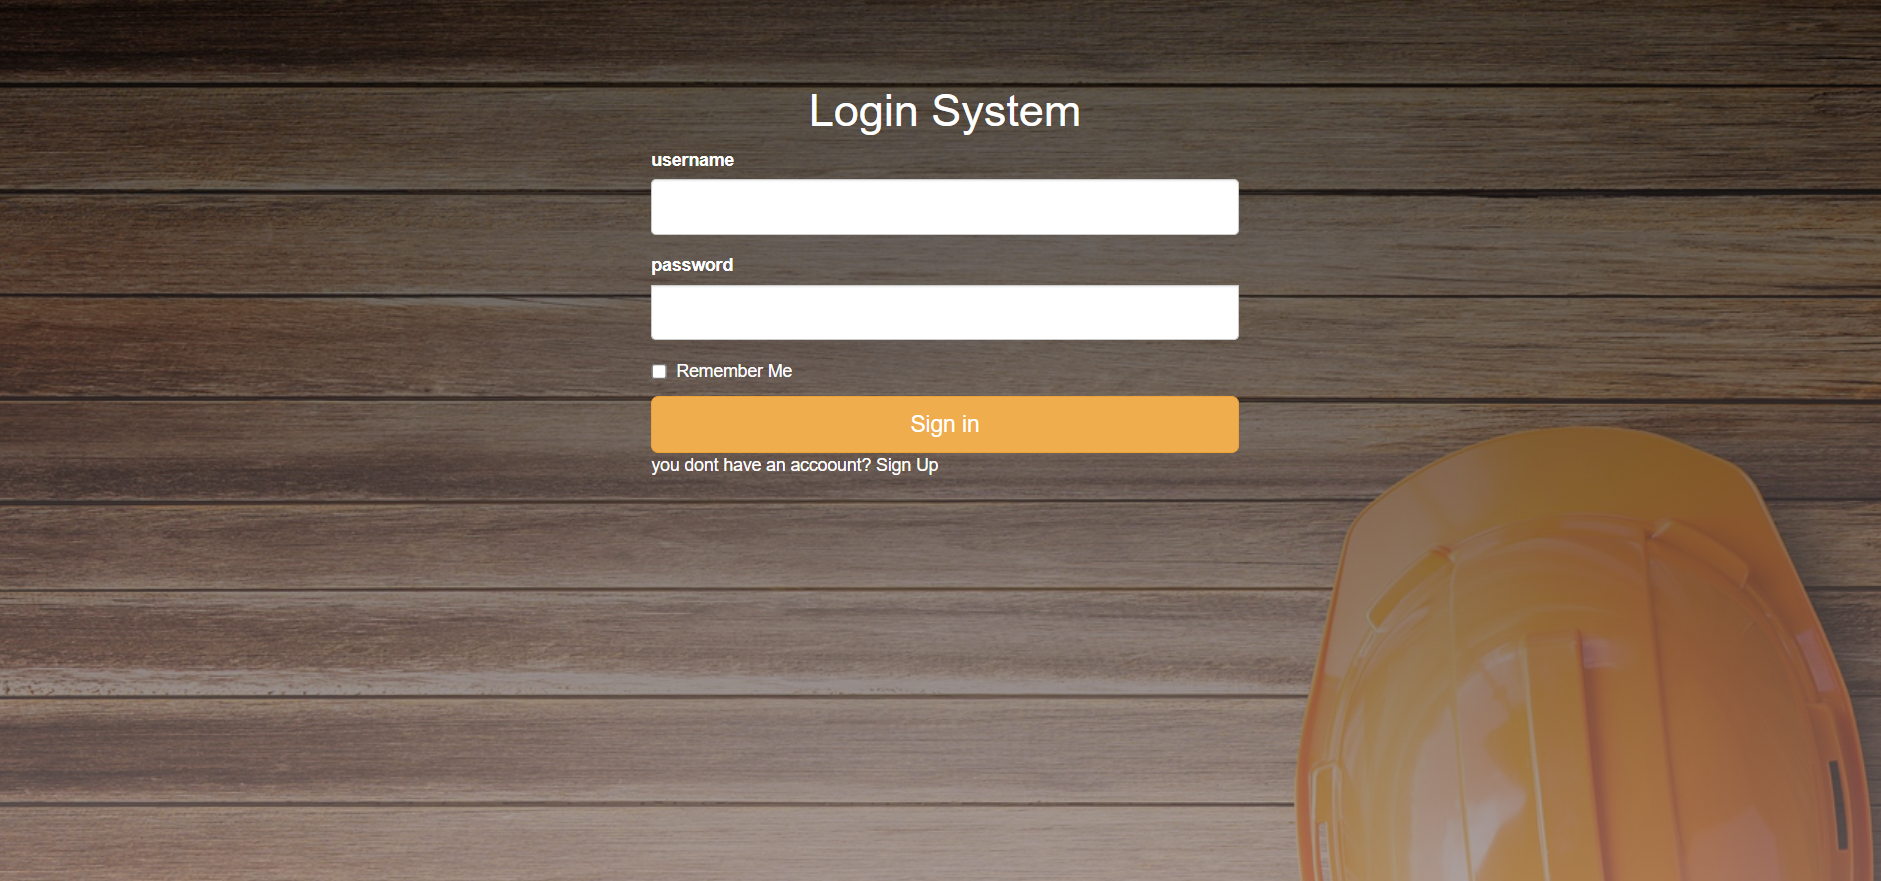 Login System
username
password
Remember Me
Sign in
you dont have an accoount? Sign Up